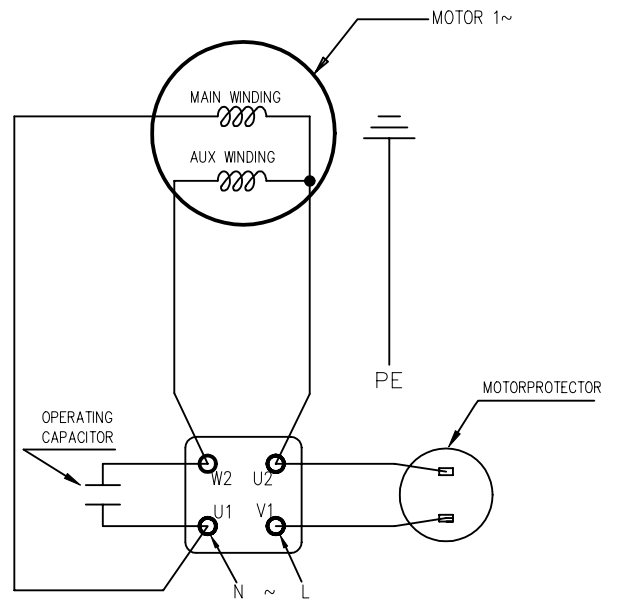 MOTOR 1~
MAIN WINDING
AUX WINDING
PE
MOTORPROTECTOR
OPERATING
CAPACITOR
W2 U2
U1 V1
N ~ L